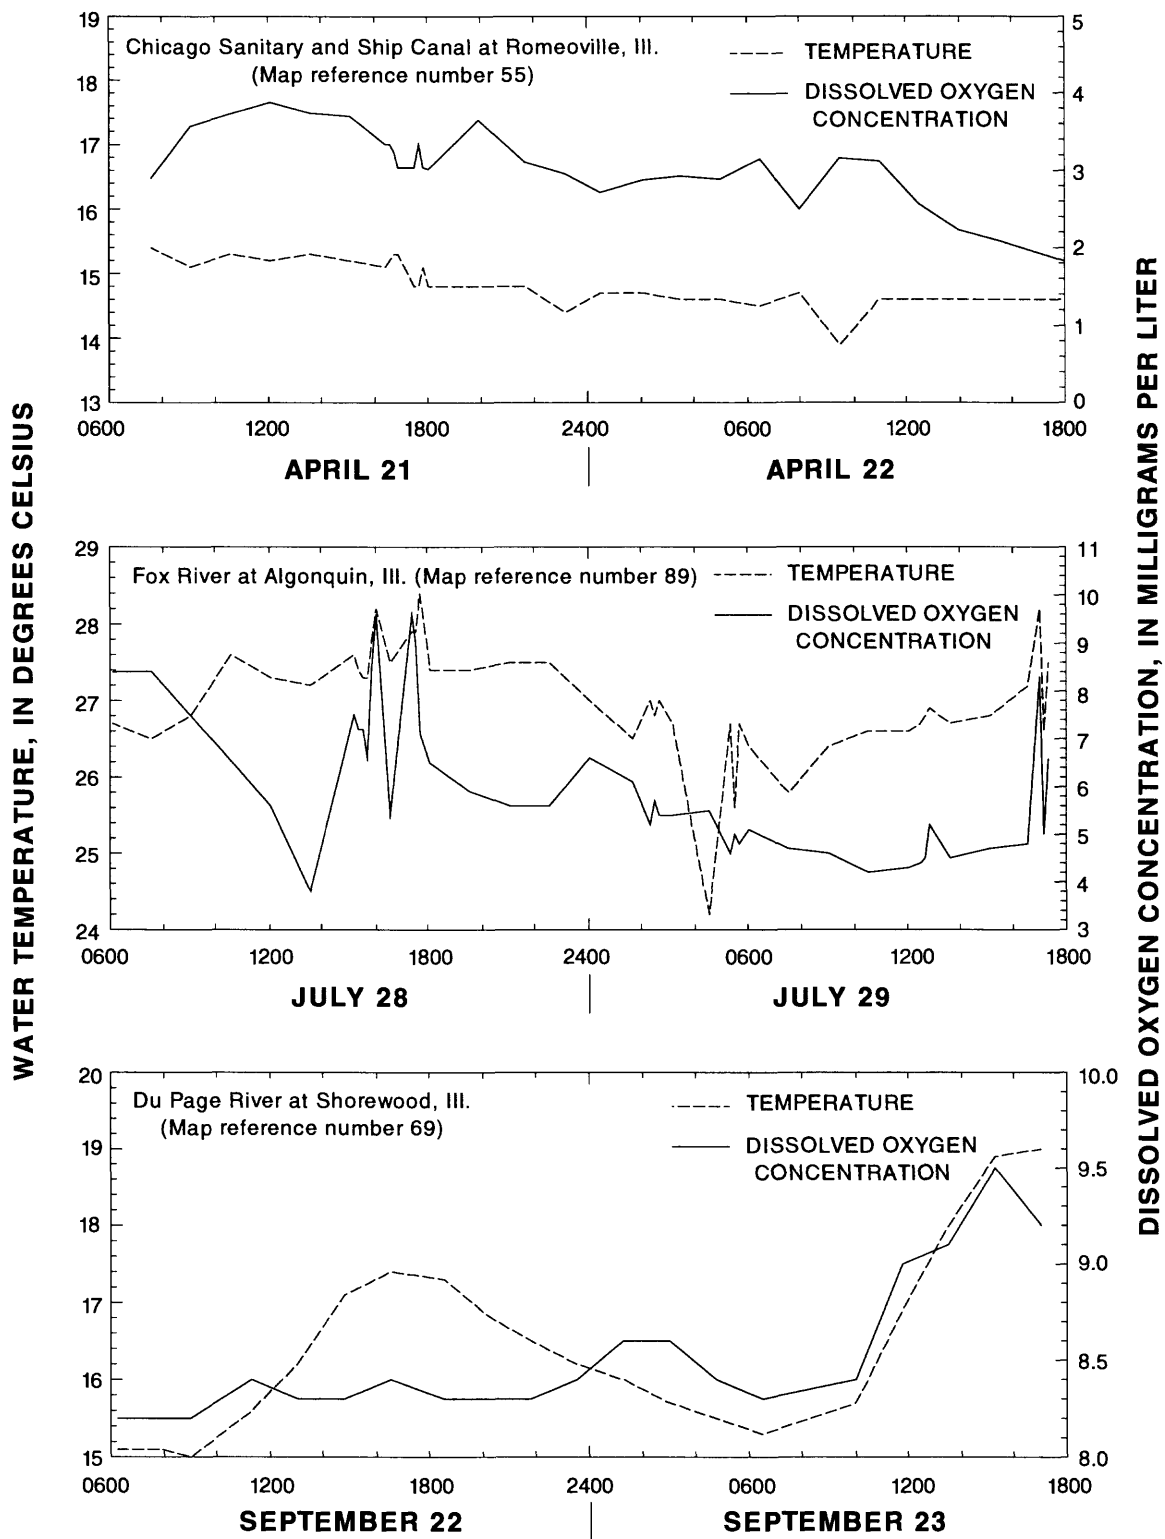 WATER TEMPERATURE, IN DEGREES CELSIUS
DISSOLVED OXYGEN CONCENTRATION, IN MILLIGRAMS PER LITER
Chicago Sanitary and Ship Canal at Romeoville, Ill.
(Map reference number 55)
TEMPERATURE
DISSOLVED OXYGEN
CONCENTRATION
19
18
17
16
15
14
13
5
4
3
2
1
0
0600 1200 1800 2400 0600 1200 1800
APRIL 21 APRIL 22
Fox River at Algonquin, Ill. (Map reference number 89)
TEMPERATURE
DISSOLVED OXYGEN
CONCENTRATION
29
28
27
26
25
24
11
10
9
8
7
6
5
4
3
0600 1200 1800 2400 0600 1200 1800
JULY 28 JULY 29
Du Page River at Shorewood, Ill.
(Map reference number 69)
TEMPERATURE
DISSOLVED OXYGEN
CONCENTRATION
20
19
18
17
16
15
10.0
9.5
9.0
8.5
8.0
0600 1200 1800 2400 0600 1200 1800
SEPTEMBER 22 SEPTEMBER 23